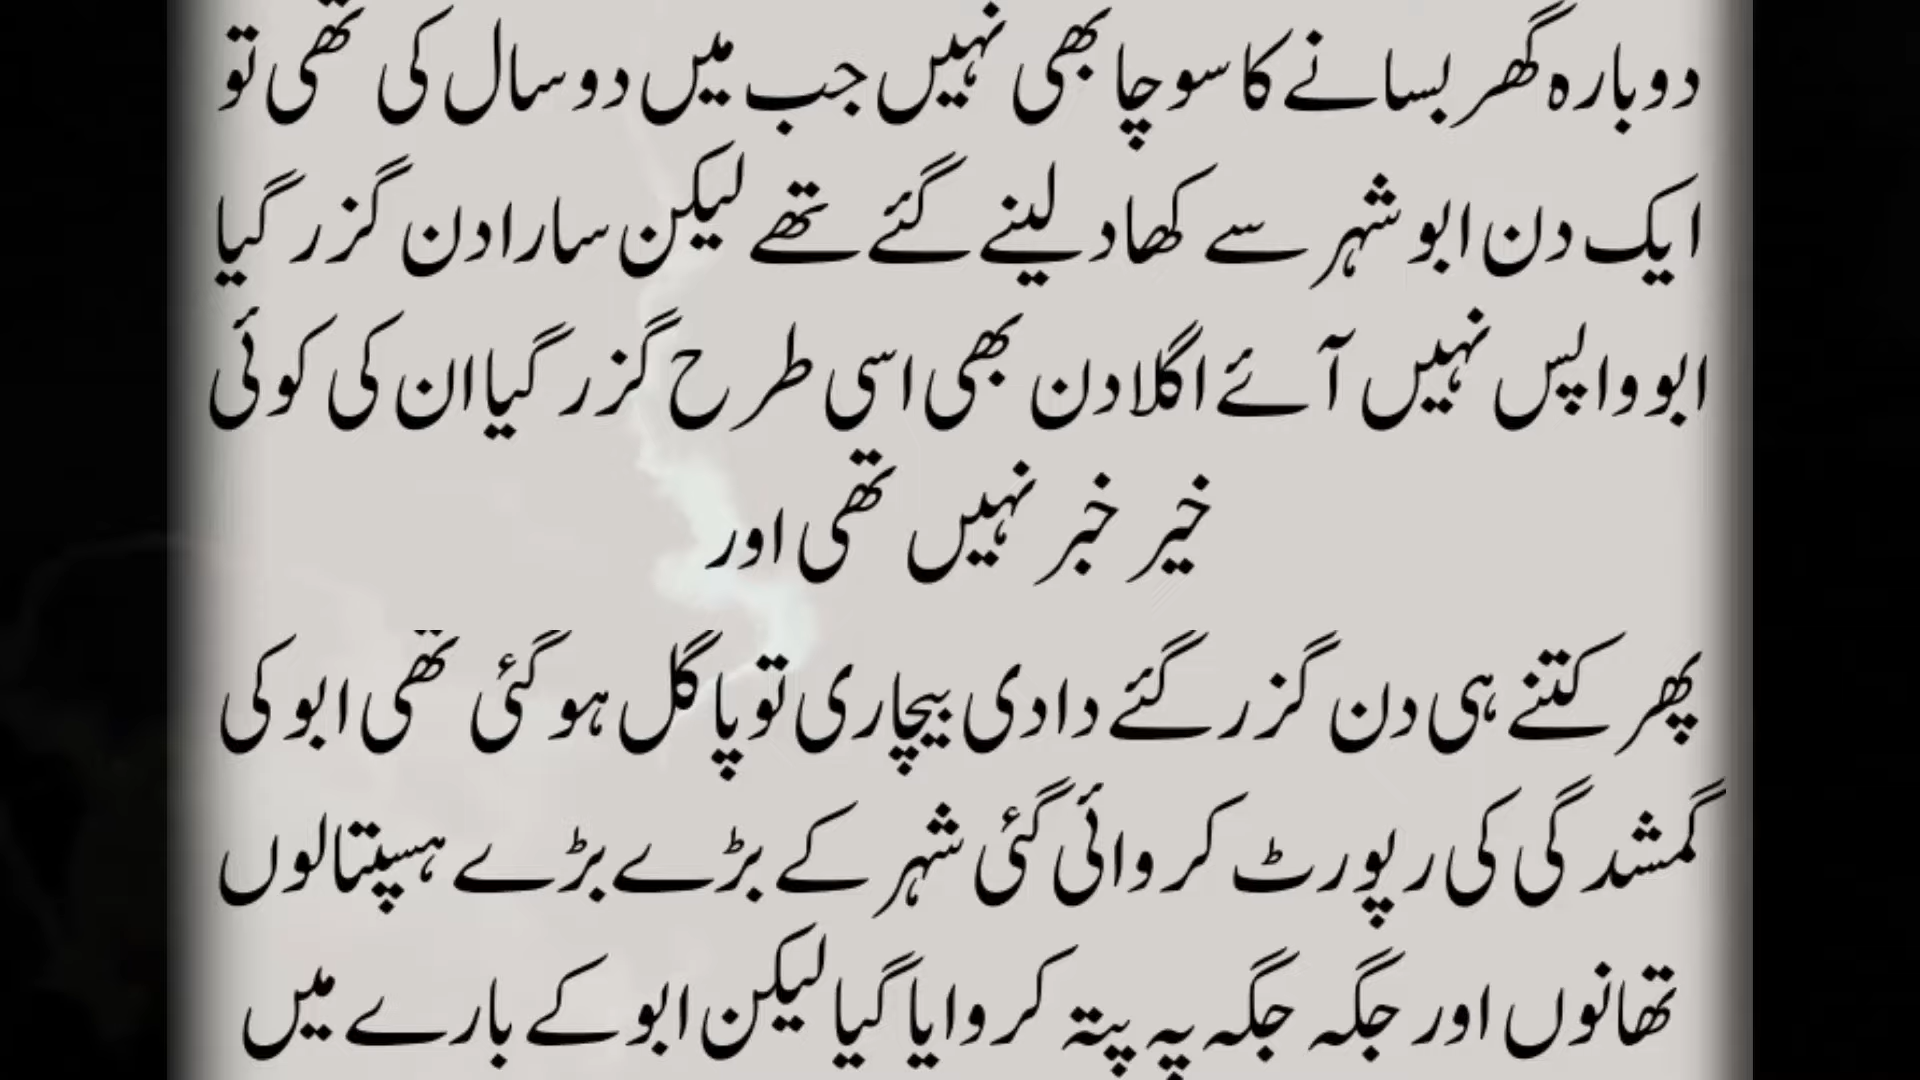 دوبارہ گھر بسانے کا سوچا بھی نہیں جب میں دو سال کی تھی تو
ایک دن ابو شہر سے کھاد لینے گئے تھے لیکن سارا دن گزر گیا
ابو واپس نہیں آئے اگلا دن بھی اسی طرح گزر گیا ان کی کوئی
خیر خبر نہیں تھی اور
پھر کتنے ہی دن گزر گئے دادی بیچاری تو پاگل ہو گئی تھی ابو کی
گمشدگی کی رپورٹ کروائی گئی شہر کے بڑے بڑے ہسپتالوں
تھانوں اور جگہ جگہ پہ پتہ کروایا گیا لیکن ابو کے بارے میں